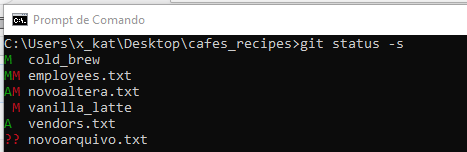 Prompt de Comando
C:\Users\x_kat\Desktop\cafes_recipes>git status -s
M  cold_brew
MM employees.txt
AM novoaltera.txt
 M vanilla_latte
A  vendors.txt
?? novoarquivo.txt